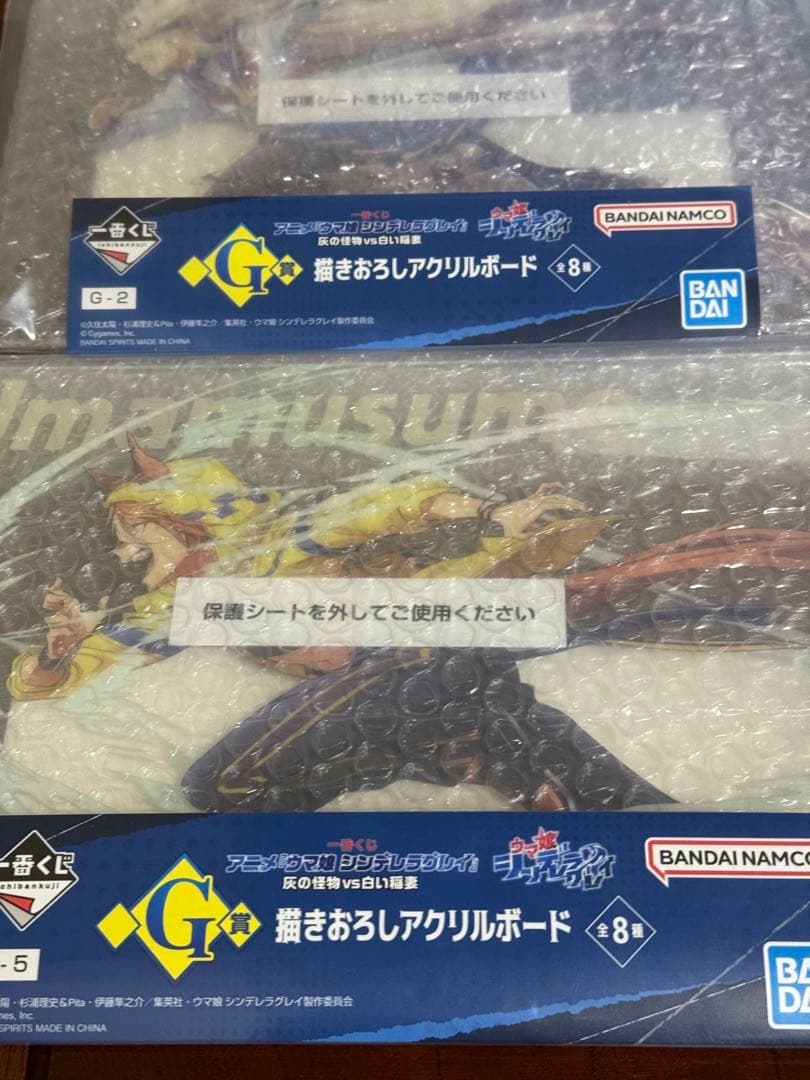 保護シートを外してご使用ください
一番くじ
ichibankuji
G-2
G賞
一番くじ
アニメ『ウマ娘 シンデレラグレイ』
灰の怪物vs白い稲妻
ウマ娘
シンデレラグレイ
描きおろしアクリルボード
全8種
BANDAI NAMCO
BAN
DAI
©久住太陽・杉浦理史&Pita・伊藤隼之介/集英社・ウマ娘 シンデレラグレイ製作委員会
© Cygames, Inc.
BANDAI SPIRITS MADE IN CHINA
Umamusume
保護シートを外してご使用ください
一番くじ
ichibankuji
-5
G賞
一番くじ
アニメ『ウマ娘 シンデレラグレイ』
灰の怪物vs白い稲妻
ウマ娘
シンデレラグレイ
描きおろしアクリルボード
全8種
BANDAI NAMCO
BA
DA
太陽・杉浦理史&Pita・伊藤隼之介/集英社・ウマ娘 シンデレラグレイ製作委員会
mes, Inc.
SPIRITS MADE IN CHINA